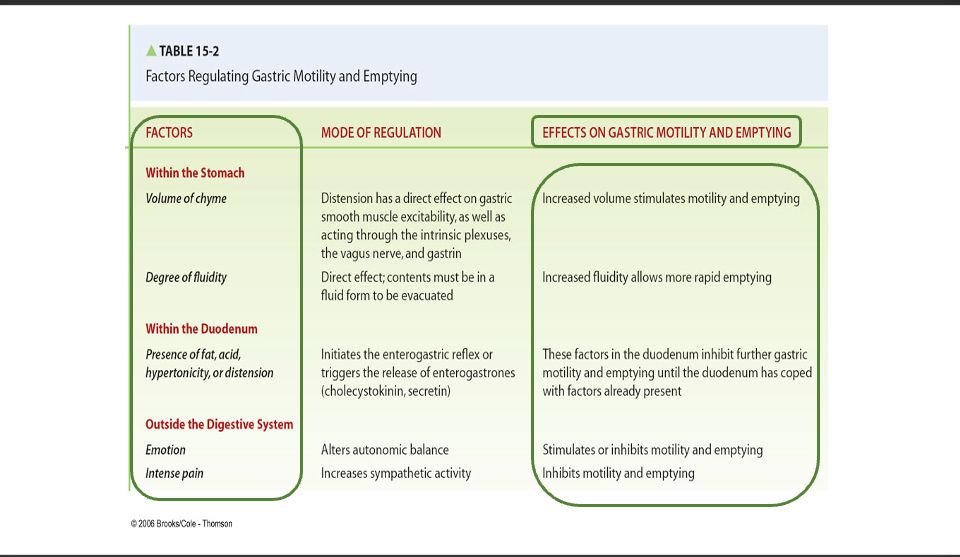 ▲ TABLE 15-2
Factors Regulating Gastric Motility and Emptying
FACTORS MODE OF REGULATION EFFECTS ON GASTRIC MOTILITY AND EMPTYING
Within the Stomach
Volume of chyme Distension has a direct effect on gastric Increased volume stimulates motility and emptying
smooth muscle excitability, as well as
acting through the intrinsic plexuses,
the vagus nerve, and gastrin
Degree of fluidity Direct effect; contents must be in a Increased fluidity allows more rapid emptying
fluid form to be evacuated
Within the Duodenum
Presence of fat, acid, Initiates the enterogastric reflex or These factors in the duodenum inhibit further gastric
hypertonicity, or distension triggers the release of enterogastrones motility and emptying until the duodenum has coped
(cholecystokinin, secretin) with factors already present
Outside the Digestive System
Emotion Alters autonomic balance Stimulates or inhibits motility and emptying
Intense pain Increases sympathetic activity Inhibits motility and emptying
© 2006 Brooks/Cole - Thomson